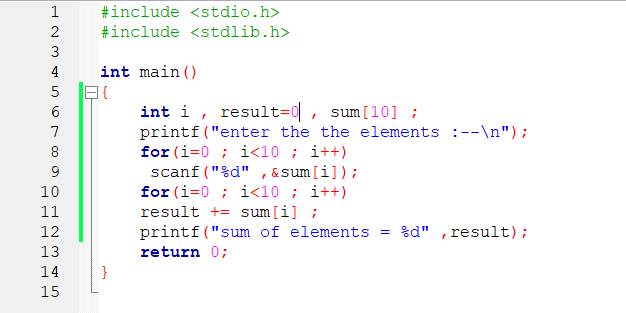 1 #include <stdio.h>
2 #include <stdlib.h>
3
4 int main()
5 {
6 int i , result=0 , sum[10] ;
7 printf("enter the the elements :--\n");
8 for(i=0 ; i<10 ; i++)
9 scanf("%d" ,&sum[i]);
10 for(i=0 ; i<10 ; i++)
11 result += sum[i] ;
12 printf("sum of elements = %d" ,result);
13 return 0;
14 }
15